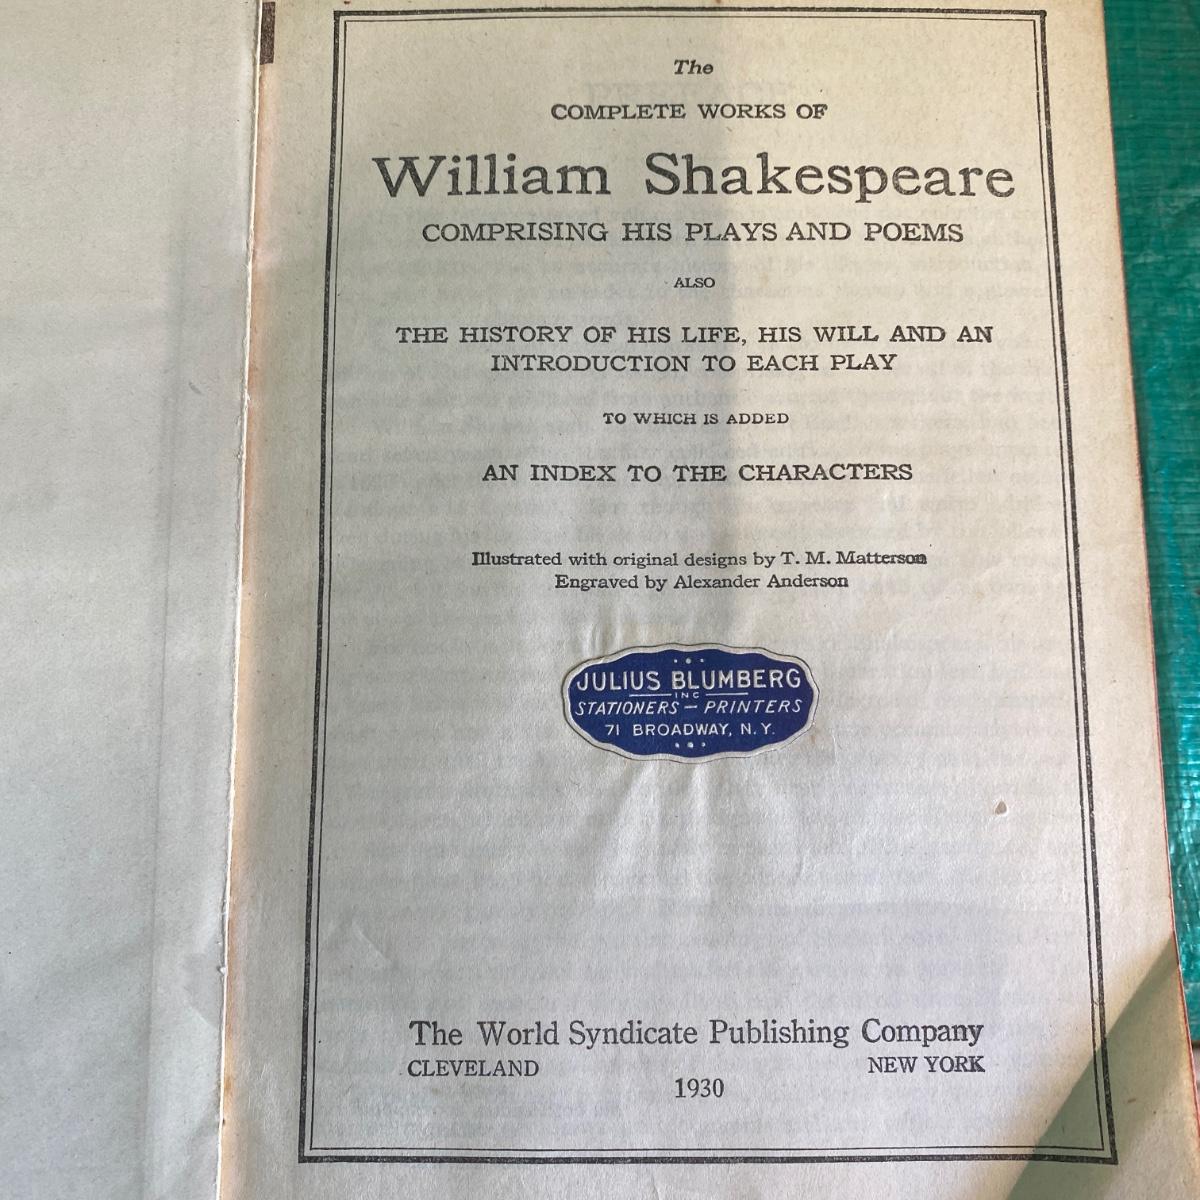 The
COMPLETE WORKS OF
William Shakespeare
COMPRISING HIS PLAYS AND POEMS
ALSO
THE HISTORY OF HIS LIFE, HIS WILL AND AN
INTRODUCTION TO EACH PLAY
TO WHICH IS ADDED
AN INDEX TO THE CHARACTERS
Illustrated with original designs by T. M. Matterson
Engraved by Alexander Anderson
JULIUS BLUMBERG
INC
STATIONERS – PRINTERS
71 BROADWAY, N. Y.
The World Syndicate Publishing Company
CLEVELAND NEW YORK
1930